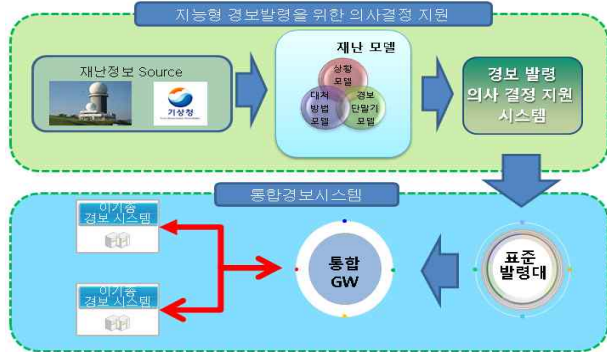 지능형 경보발령을 위한 의사결정 지원
재난정보 Source
기상청
재난 모델
상황
모델
대처
방법
모델
경보
단말기
모델
경보 발령
의사 결정 지원
시스템
통합경보시스템
이기종
경보 시스템
이기종
경보 시스템
통합
GW
표준
발령대